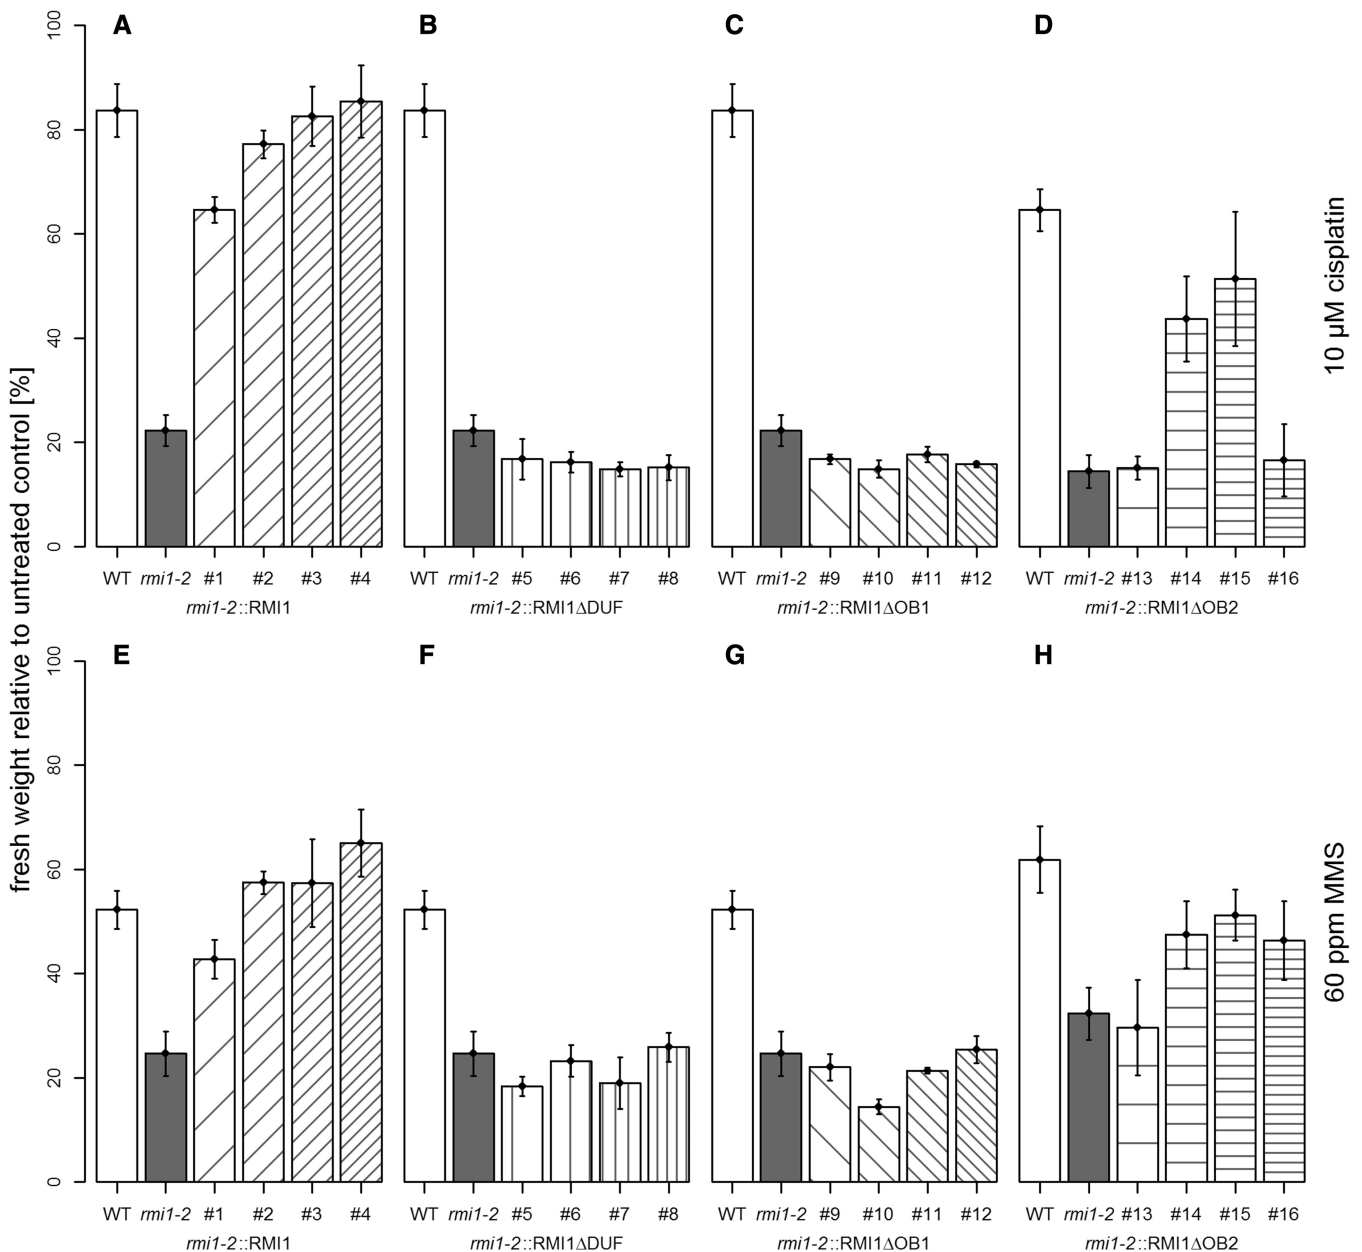 A B C D
100
80
60
40
20
0
WT rmi1-2 #1 #2 #3 #4 WT rmi1-2 #5 #6 #7 #8 WT rmi1-2 #9 #10 #11 #12 WT rmi1-2 #13 #14 #15 #16
rmi1-2::RMI1 rmi1-2::RMI1ΔDUF rmi1-2::RMI1ΔOB1 rmi1-2::RMI1ΔOB2
10 µM cisplatin
fresh weight relative to untreated control [%]
E F G H
100
80
60
40
20
0
WT rmi1-2 #1 #2 #3 #4 WT rmi1-2 #5 #6 #7 #8 WT rmi1-2 #9 #10 #11 #12 WT rmi1-2 #13 #14 #15 #16
rmi1-2::RMI1 rmi1-2::RMI1ΔDUF rmi1-2::RMI1ΔOB1 rmi1-2::RMI1ΔOB2
60 ppm MMS